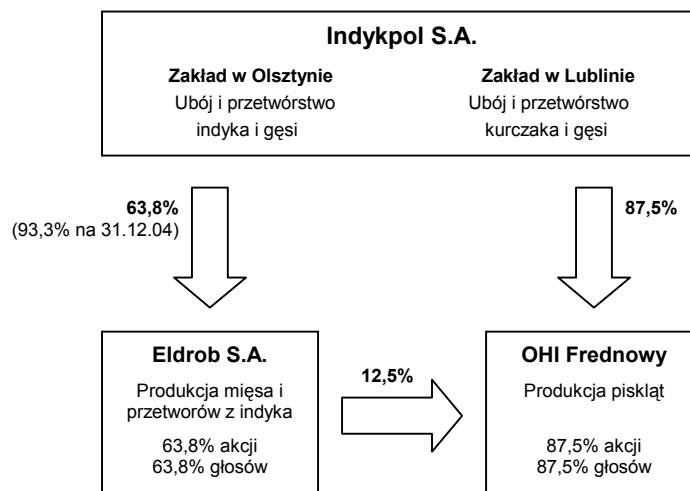 Indykpol S.A.
Zakład w Olsztynie
Ubój i przetwórstwo
indyka i gęsi
Zakład w Lublinie
Ubój i przetwórstwo
kurczaka i gęsi
63,8%
(93,3% na 31.12.04)
87,5%
Eldrob S.A.
Produkcja mięsa i
przetworów z indyka
63,8% akcji
63,8% głosów
12,5%
OHI Frednowy
Produkcja piskląt
87,5% akcji
87,5% głosów